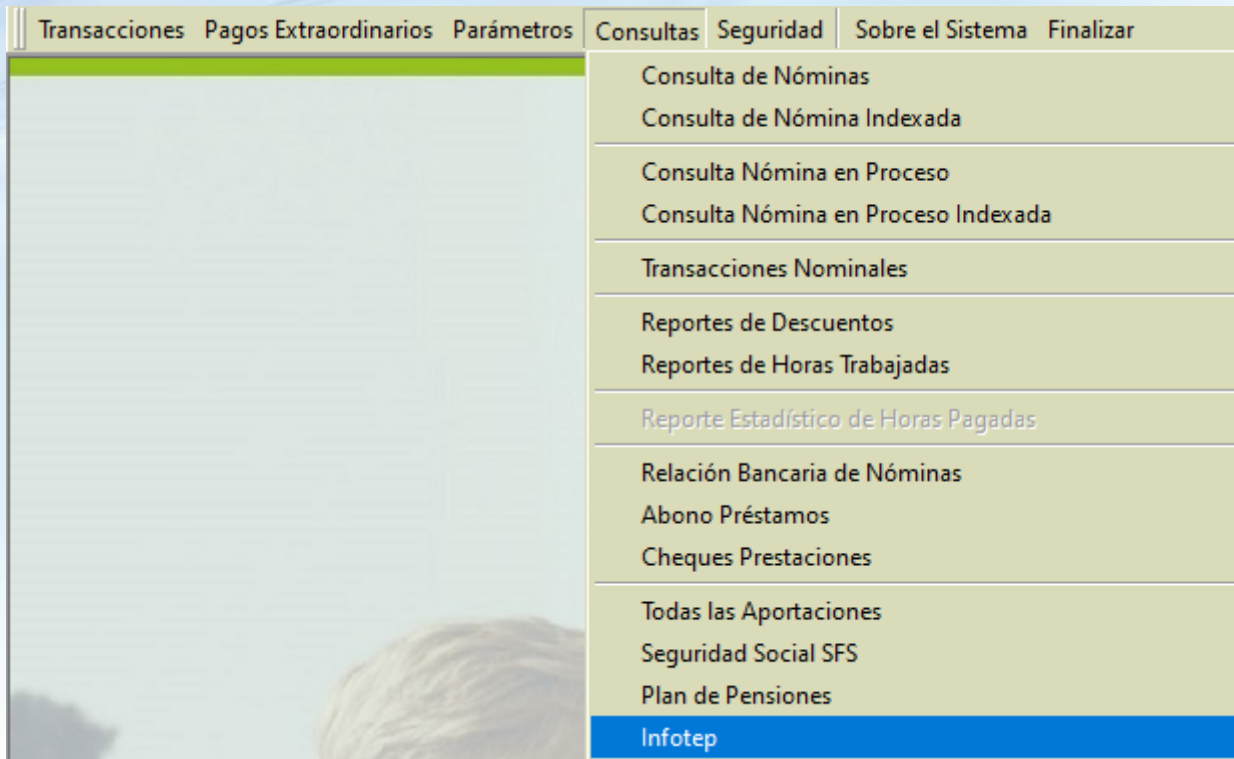 Transacciones Pagos Extraordinarios Parámetros Consultas Seguridad Sobre el Sistema Finalizar
Consulta de Nóminas
Consulta de Nómina Indexada
Consulta Nómina en Proceso
Consulta Nómina en Proceso Indexada
Transacciones Nominales
Reportes de Descuentos
Reportes de Horas Trabajadas
Reporte Estadístico de Horas Pagadas
Relación Bancaria de Nóminas
Abono Préstamos
Cheques Prestaciones
Todas las Aportaciones
Seguridad Social SFS
Plan de Pensiones
Infotep